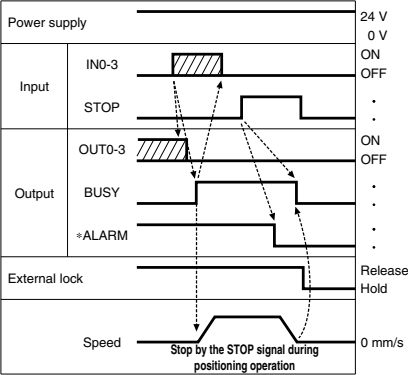 Power supply
24 V
0 V
Input
IN0-3
ON
OFF
STOP
Output
OUT0-3
ON
OFF
BUSY
*ALARM
External lock
Release
Hold
Speed
0 mm/s
Stop by the STOP signal during
positioning operation